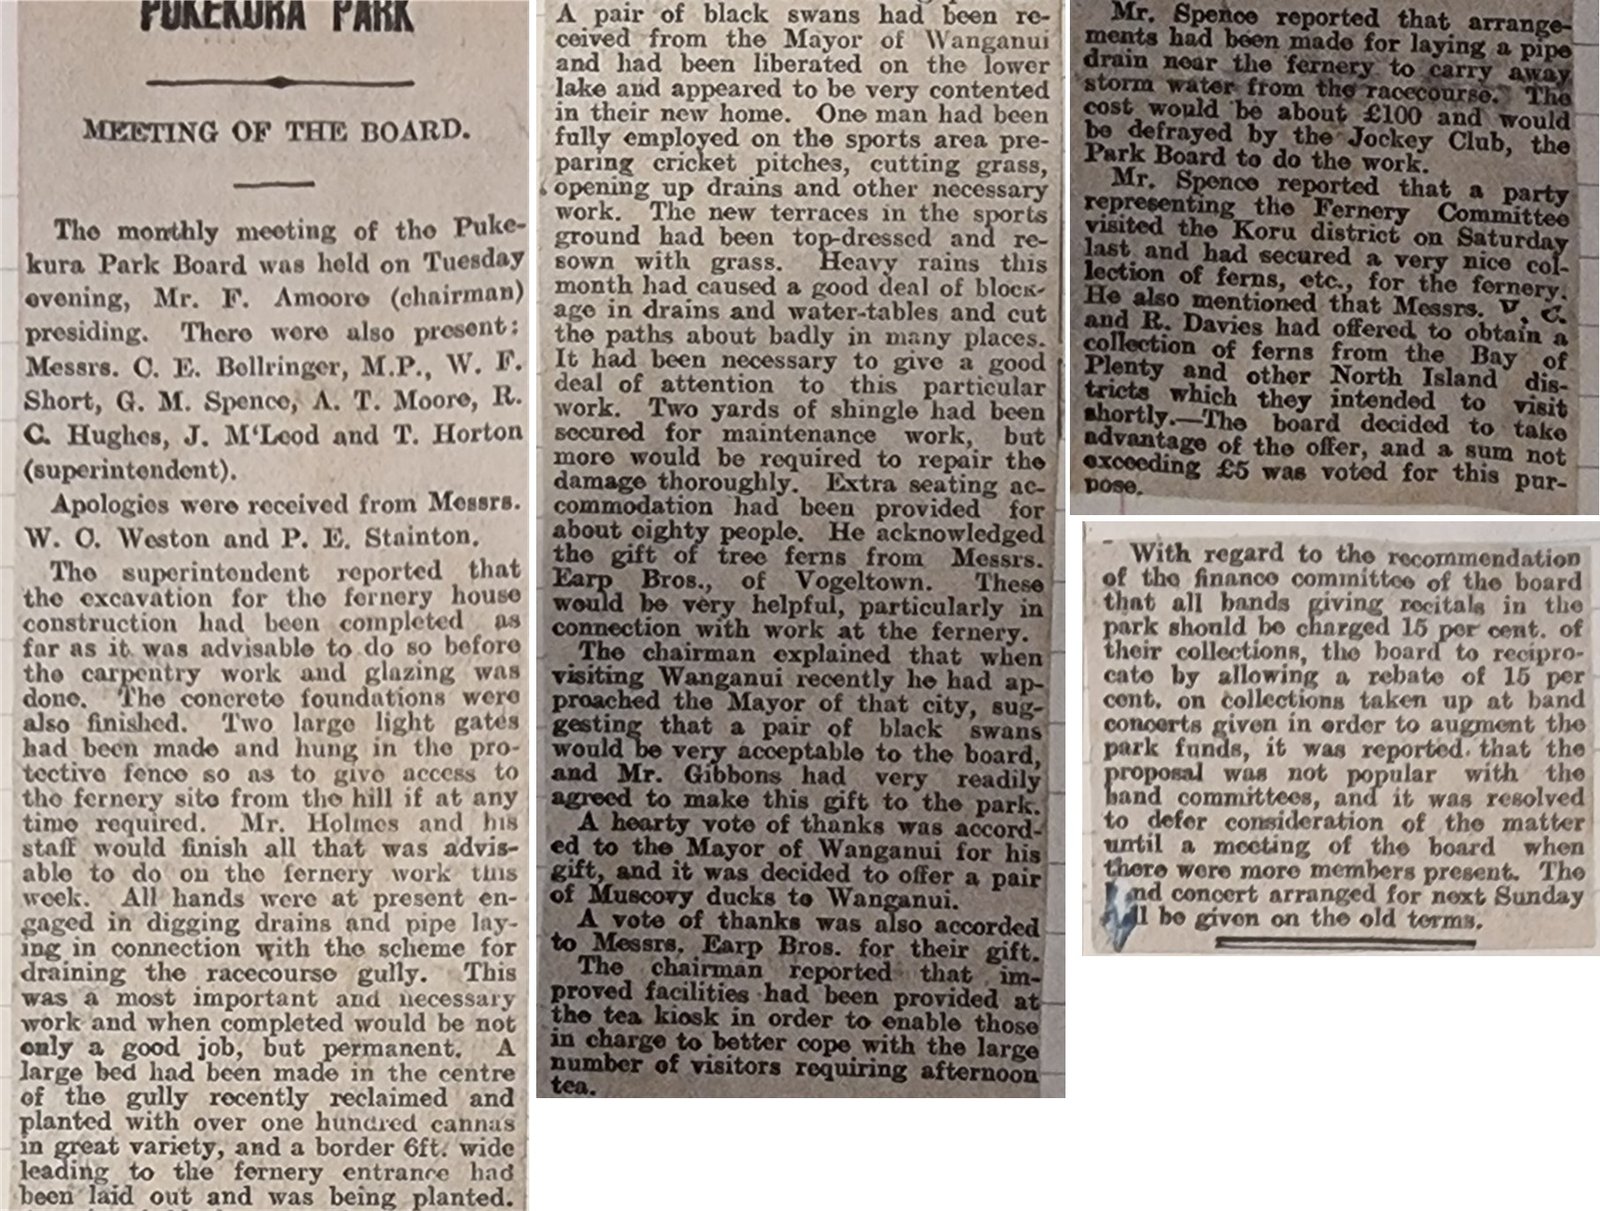 PUKEKURA PARK
MEETING OF THE BOARD.
The monthly meeting of the Puke-
kura Park Board was held on Tuesday
evening, Mr. F. Amoore (chairman)
presiding. There were also present:
Messrs. C. E. Bellringer, M.P., W. F.
Short, G. M. Spence, A. T. Moore, R.
C. Hughes, J. M'Leod and T. Horton
(superintendent).
Apologies were received from Messrs.
W. C. Weston and P. E. Stainton.
The superintendent reported that
the excavation for the fernery house
construction had been completed as
far as it was advisable to do so before
the carpentry work and glazing was
done. The concrete foundations were
also finished. Two large light gates
had been made and hung in the pro-
tective fence so as to give access to
the fernery site from the hill if at any
time required. Mr. Holmes and his
staff would finish all that was advis-
able to do on the fernery work this
week. All hands were at present en-
gaged in digging drains and pipe lay-
ing in connection with the scheme for
draining the racecourse gully. This
was a most important and necessary
work and when completed would be not
only a good job, but permanent. A
large bed had been made in the centre
of the gully recently reclaimed and
planted with over one hundred cannas
in great variety, and a border 6ft. wide
leading to the fernery entrance had
been laid out and was being planted.
A pair of black swans had been re-
ceived from the Mayor of Wanganui
and had been liberated on the lower
lake and appeared to be very contented
in their new home. One man had been
fully employed on the sports area pre-
paring cricket pitches, cutting grass,
opening up drains and other necessary
work. The new terraces in the sports
ground had been top-dressed and re-
sown with grass. Heavy rains this
month had caused a good deal of block-
age in drains and water-tables and cut
the paths about badly in many places.
It had been necessary to give a good
deal of attention to this particular
work. Two yards of shingle had been
secured for maintenance work, but
more would be required to repair the
damage thoroughly. Extra seating ac-
commodation had been provided for
about eighty people. He acknowledged
the gift of tree ferns from Messrs.
Earp Bros., of Vogeltown. These
would be very helpful, particularly in
connection with work at the fernery.
The chairman explained that when
visiting Wanganui recently he had ap-
proached the Mayor of that city, sug-
gesting that a pair of black swans
would be very acceptable to the board,
and Mr. Gibbons had very readily
agreed to make this gift to the park.
A hearty vote of thanks was accord-
ed to the Mayor of Wanganui for his
gift, and it was decided to offer a pair
of Muscovy ducks to Wanganui.
A vote of thanks was also accorded
to Messrs. Earp Bros. for their gift.
The chairman reported that im-
proved facilities had been provided at
the tea kiosk in order to enable those
in charge to better cope with the large
number of visitors requiring afternoon
tea.
Mr. Spence reported that arrange-
ments had been made for laying a pipe
drain near the fernery to carry away
storm water from the racecourse. The
cost would be about £100 and would
be defrayed by the Jockey Club, the
Park Board to do the work.
Mr. Spence reported that a party
representing the Fernery Committee
visited the Koru district on Saturday
last and had secured a very nice col-
lection of ferns, etc., for the fernery.
He also mentioned that Messrs. V. C.
and R. Davies had offered to obtain a
collection of ferns from the Bay of
Plenty and other North Island dis-
tricts which they intended to visit
shortly.—The board decided to take
advantage of the offer, and a sum not
exceeding £5 was voted for this pur-
pose.
With regard to the recommendation
of the finance committee of the board
that all bands giving recitals in the
park should be charged 15 per cent. of
their collections, the board to recipro-
cate by allowing a rebate of 15 per
cent. on collections taken up at band
concerts given in order to augment the
park funds, it was reported that the
proposal was not popular with the
band committees, and it was resolved
to defer consideration of the matter
until a meeting of the board when
there were more members present. The
nd concert arranged for next Sunday
ll be given on the old terms.